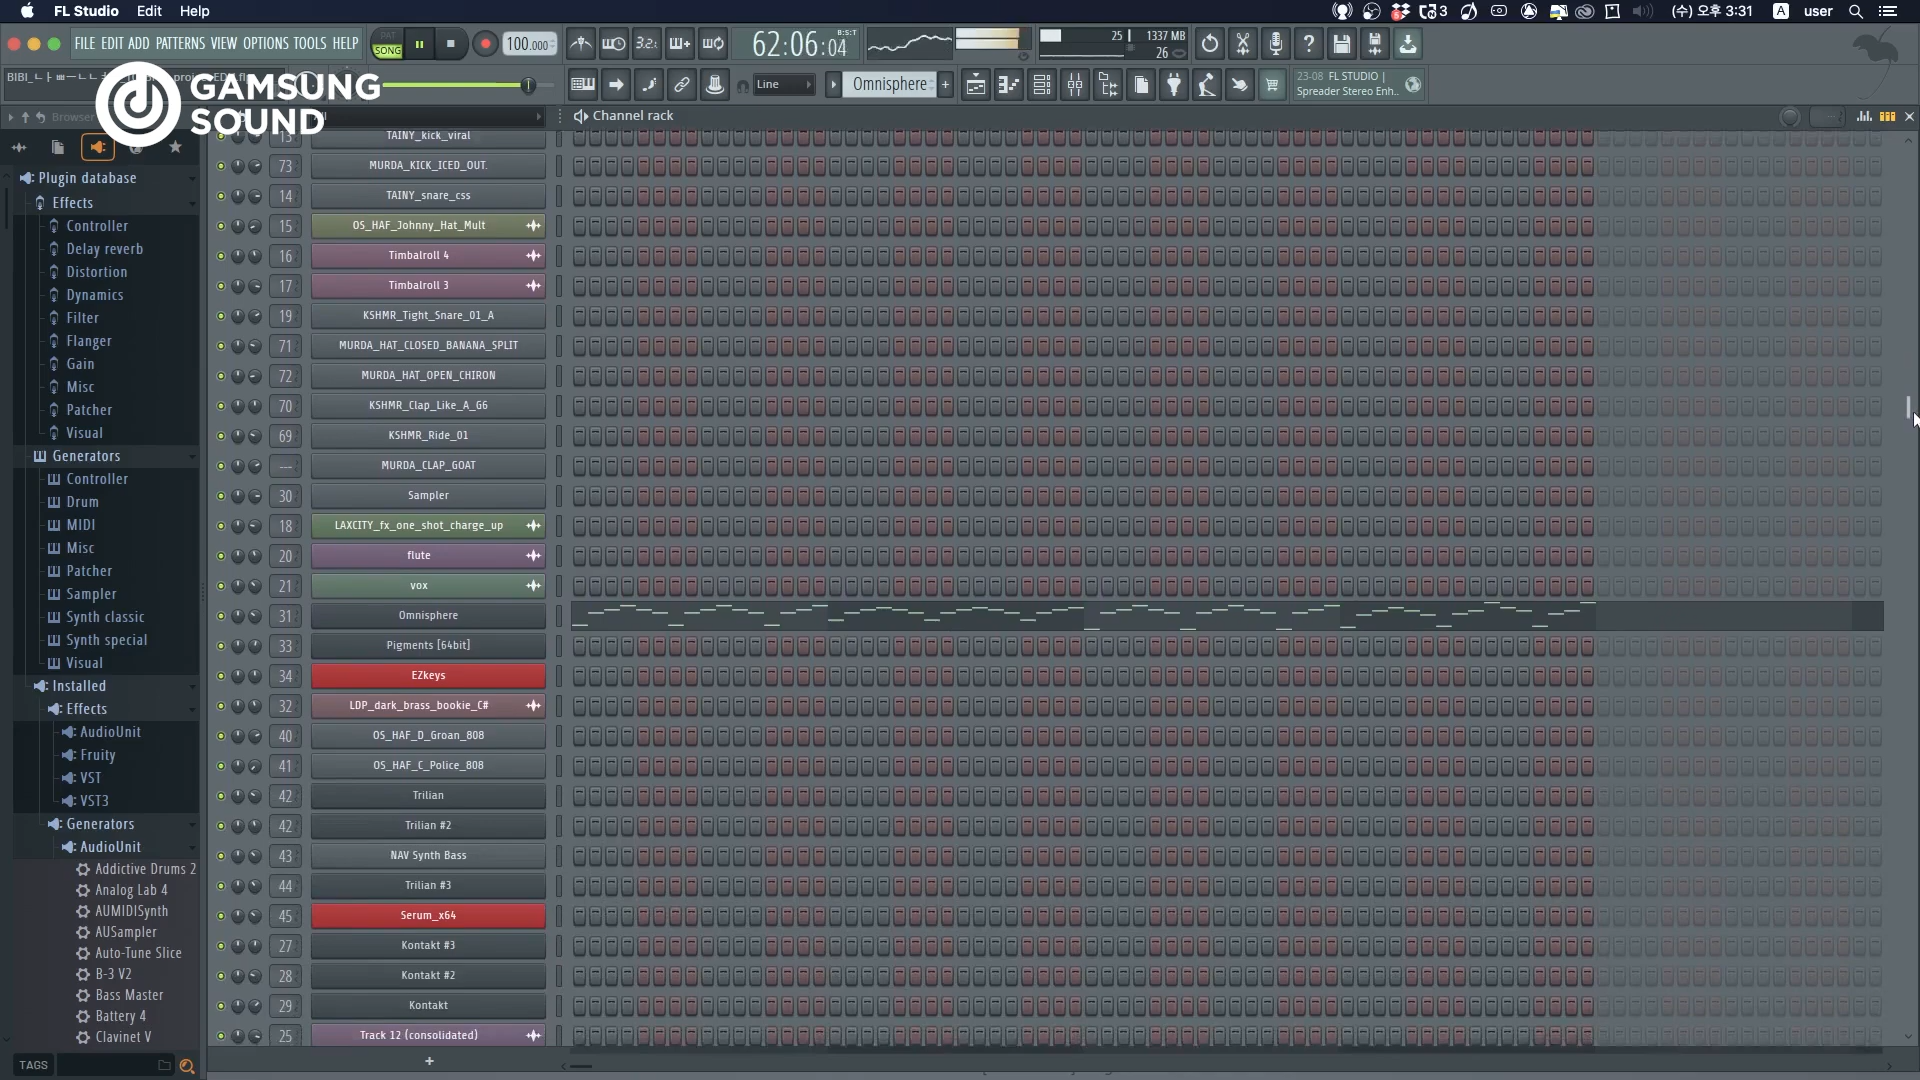 FL Studio Edit Help
3 (수) 오후 3:31 A user
FILE EDIT ADD PATTERNS VIEW OPTIONS TOOLS HELP
PAT
SONG
100.000
3.2
62:06:04
B:S:T
25
1337 MB
26
Line
Omnisphere
23-08 FL STUDIO |
Spreader Stereo Enh..
GAMSUNG
SOUND
Browser
Channel rack
Plugin database
Effects
Controller
Delay reverb
Distortion
Dynamics
Filter
Flanger
Gain
Misc
Patcher
Visual
Generators
Controller
Drum
MIDI
Misc
Patcher
Sampler
Synth classic
Synth special
Visual
Installed
Effects
AudioUnit
Fruity
VST
VST3
Generators
AudioUnit
Addictive Drums 2
Analog Lab 4
AUMIDISynth
AUSampler
Auto-Tune Slice
B-3 V2
Bass Master
Battery 4
Clavinet V
TAGS
13 TAINY_kick_viral
73 MURDA_KICK_ICED_OUT.
14 TAINY_snare_css
15 OS_HAF_Johnny_Hat_Mult
16 Timbalroll 4
17 Timbalroll 3
19 KSHMR_Tight_Snare_01_A
71 MURDA_HAT_CLOSED_BANANA_SPLIT
72 MURDA_HAT_OPEN_CHIRON
70 KSHMR_Clap_Like_A_G6
69 KSHMR_Ride_01
--- MURDA_CLAP_GOAT
30 Sampler
18 LAXCITY_fx_one_shot_charge_up
20 flute
21 vox
31 Omnisphere
33 Pigments [64bit]
34 EZkeys
32 LDP_dark_brass_bookie_C#
40 OS_HAF_D_Groan_808
41 OS_HAF_C_Police_808
42 Trilian
42 Trilian #2
43 NAV Synth Bass
44 Trilian #3
45 Serum_x64
27 Kontakt #3
28 Kontakt #2
29 Kontakt
25 Track 12 (consolidated)
+